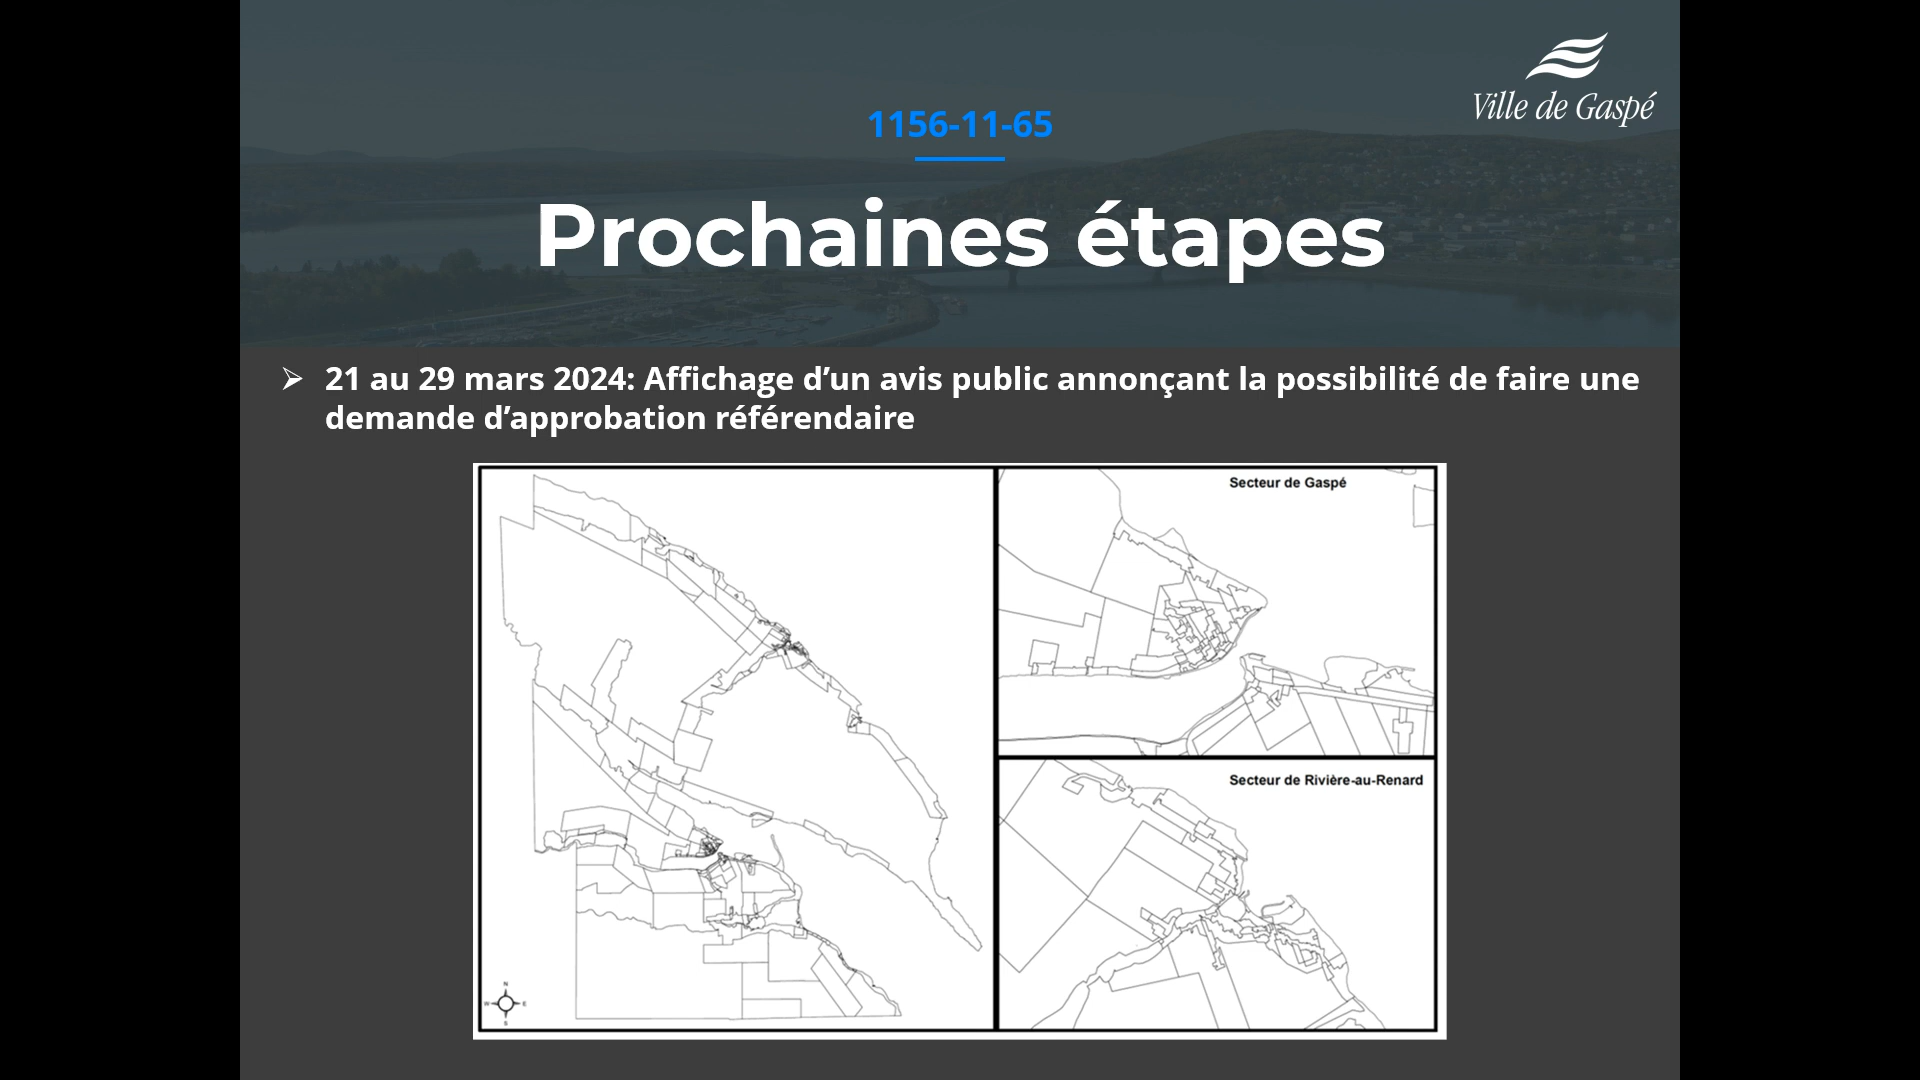 Ville de Gaspé
1156-11-65
Prochaines étapes
➢ 21 au 29 mars 2024: Affichage d’un avis public annonçant la possibilité de faire une
demande d’approbation référendaire
Secteur de Gaspé
Secteur de Rivière-au-Renard
N
W E
S